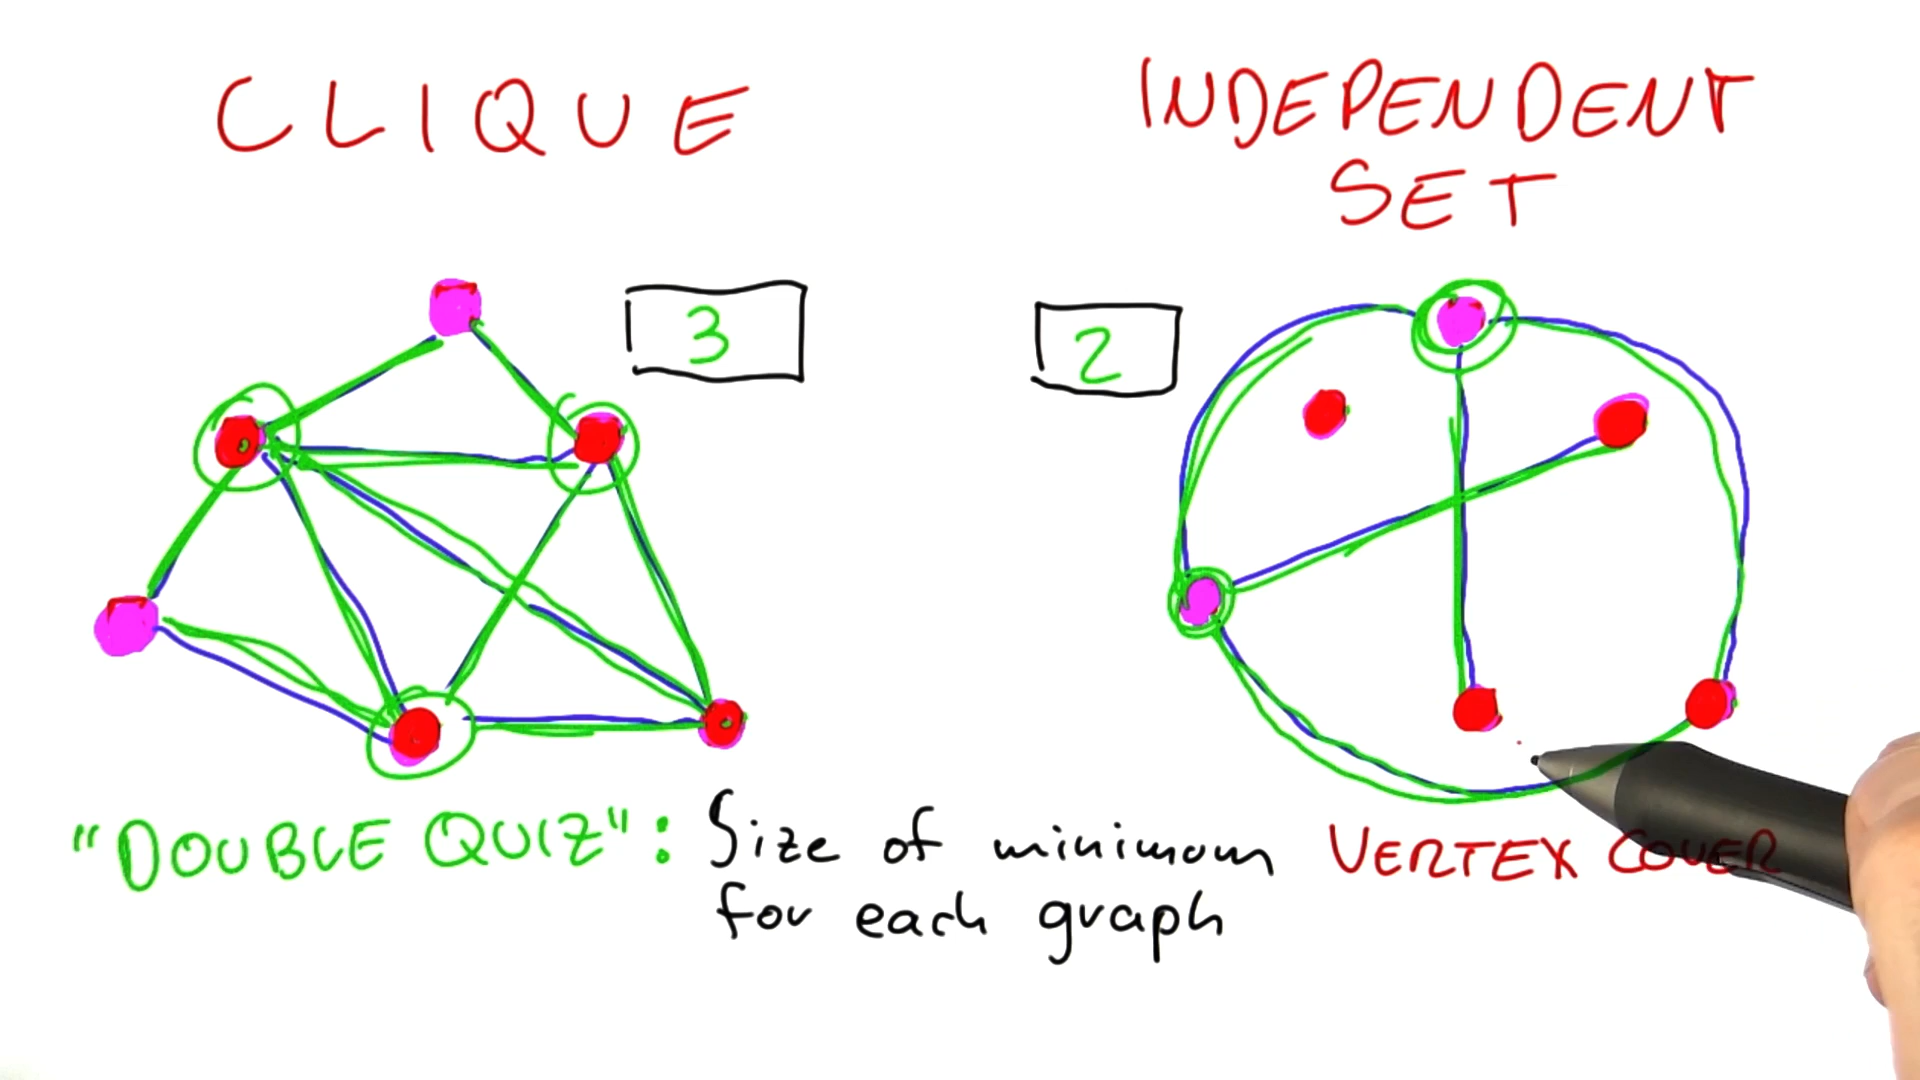 CLIQUE
INDEPENDENT
SET
3
2
"DOUBLE QUIZ": Size of minimum VERTEX COVER
for each graph